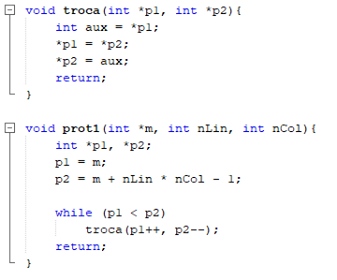 void troca(int *p1, int *p2){
int aux = *p1;
*p1 = *p2;
*p2 = aux;
return;
}
void prot1(int *m, int nLin, int nCol){
int *p1, *p2;
p1 = m;
p2 = m + nLin * nCol - 1;
while (p1 < p2)
troca(p1++, p2--);
return;
}